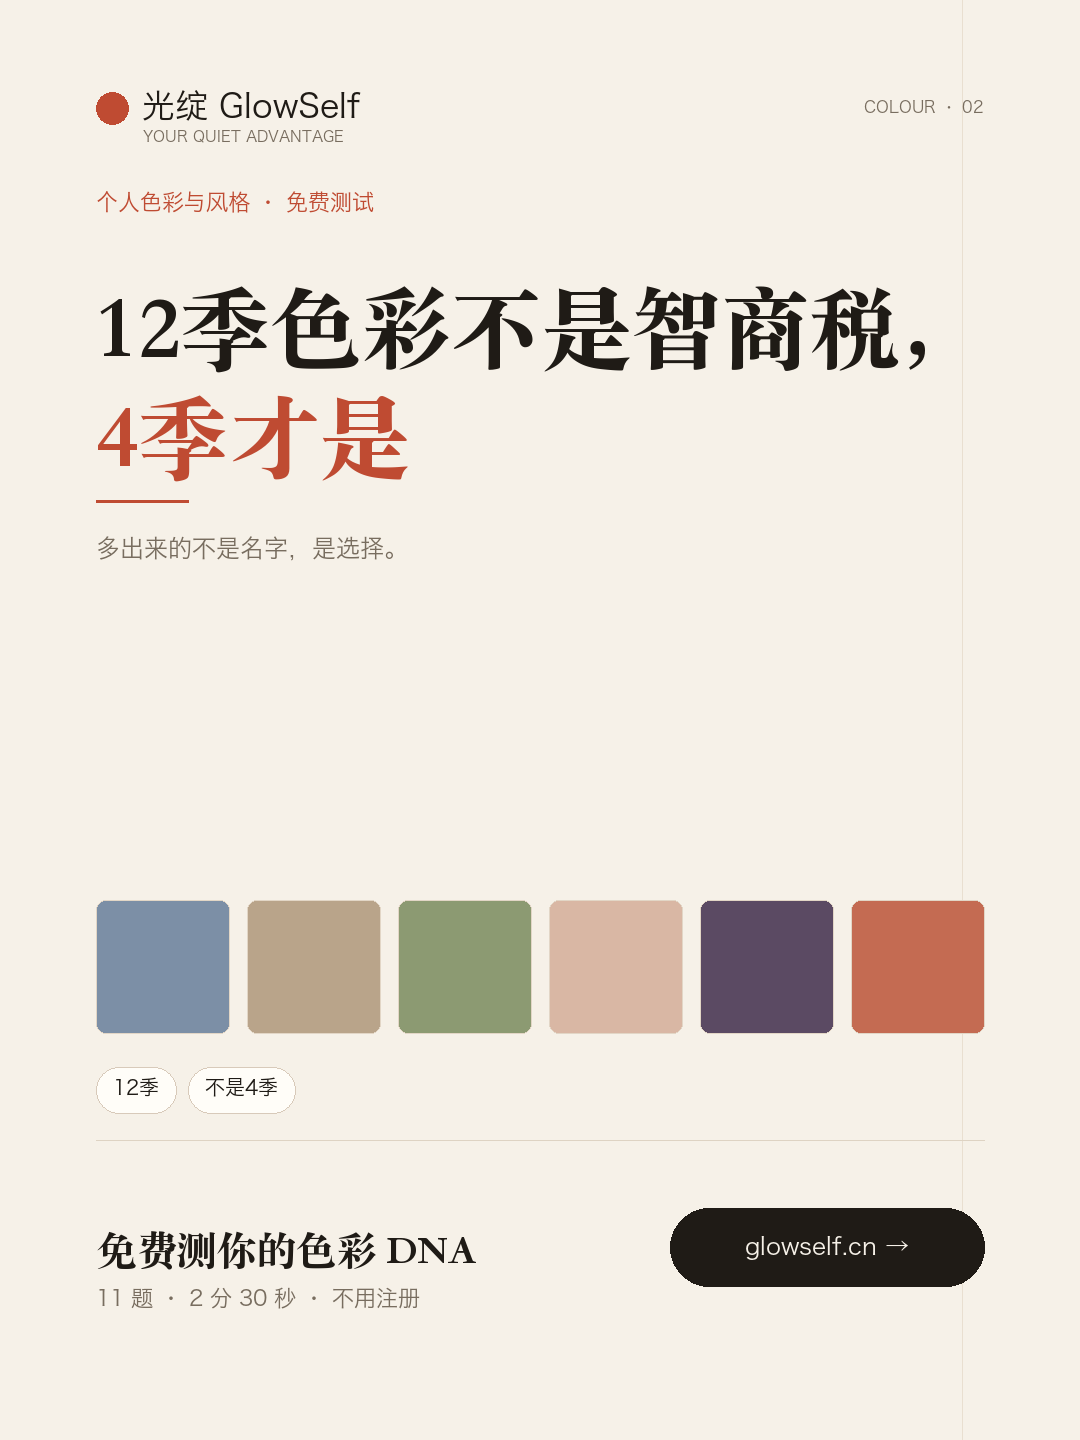 光绽 GlowSelf
YOUR QUIET ADVANTAGE
COLOUR · 02
个人色彩与风格 · 免费测试
12季色彩不是智商税，
4季才是
多出来的不是名字，是选择。
12季
不是4季
免费测你的色彩 DNA
11 题 · 2 分 30 秒 · 不用注册
glowself.cn →